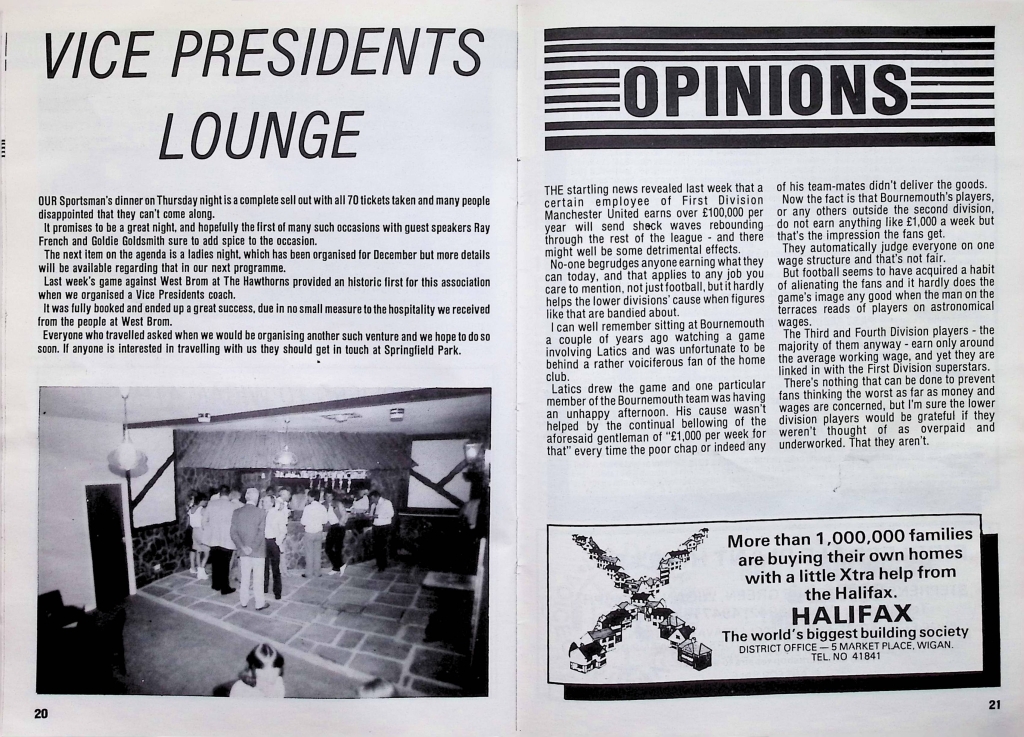 VICE PRESIDENTS
LOUNGE
OUR Sportsman's dinner on Thursday night is a complete sell out with all 70 tickets taken and many people
disappointed that they can't come along.
It promises to be a great night, and hopefully the first of many such occasions with guest speakers Ray
French and Goldie Goldsmith sure to add spice to the occasion.
The next item on the agenda is a ladies night, which has been organised for December but more details
will be available regarding that in our next programme.
Last week's game against West Brom at The Hawthorns provided an historic first for this association
when we organised a Vice Presidents coach.
It was fully booked and ended up a great success, due in no small measure to the hospitality we received
from the people at West Brom.
Everyone who travelled asked when we would be organising another such venture and we hope to do so
soon. If anyone is interested in travelling with us they should get in touch at Springfield Park.
20
OPINIONS
THE startling news revealed last week that a
certain employee of First Division
Manchester United earns over £100,000 per
year will send shock waves rebounding
through the rest of the league - and there
might well be some detrimental effects.
No-one begrudges anyone earning what they
can today, and that applies to any job you
care to mention, not just football, but it hardly
helps the lower divisions' cause when figures
like that are bandied about.
I can well remember sitting at Bournemouth
a couple of years ago watching a game
involving Latics and was unfortunate to be
behind a rather voiciferous fan of the home
club.
Latics drew the game and one particular
member of the Bournemouth team was having
an unhappy afternoon. His cause wasn't
helped by the continual bellowing of the
aforesaid gentleman of "£1,000 per week for
that" every time the poor chap or indeed any
of his team-mates didn't deliver the goods.
Now the fact is that Bournemouth's players,
or any others outside the second division,
do not earn anything like £1,000 a week but
that's the impression the fans get.
They automatically judge everyone on one
wage structure and that's not fair.
But football seems to have acquired a habit
of alienating the fans and it hardly does the
game's image any good when the man on the
terraces reads of players on astronomical
wages.
The Third and Fourth Division players - the
majority of them anyway - earn only around
the average working wage, and yet they are
linked in with the First Division superstars.
There's nothing that can be done to prevent
fans thinking the worst as far as money and
wages are concerned, but I'm sure the lower
division players would be grateful if they
weren't thought of as overpaid and
underworked. That they aren't.
More than 1,000,000 families
are buying their own homes
with a little Xtra help from
the Halifax.
HALIFAX
The world's biggest building society
DISTRICT OFFICE — 5 MARKET PLACE, WIGAN.
TEL. NO 41841
21